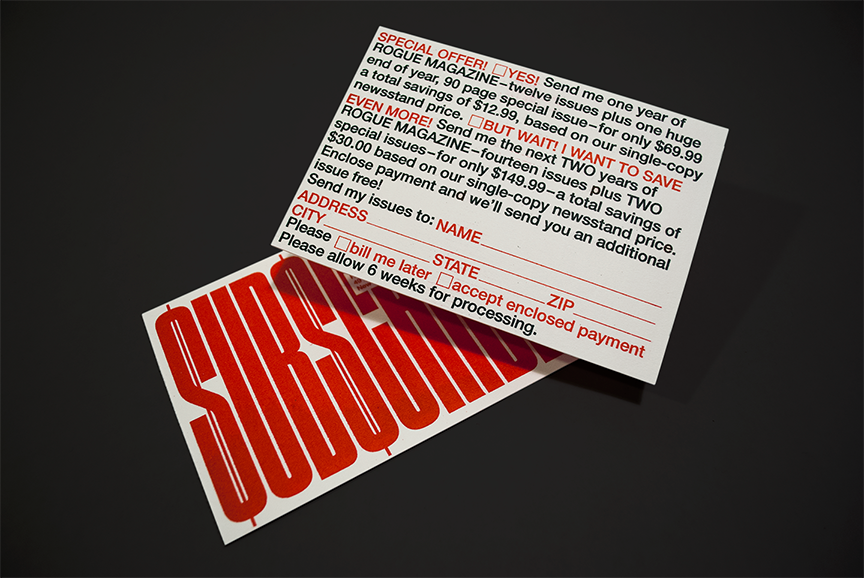 SPECIAL OFFER! ☐YES! Send me one year of
ROGUE MAGAZINE–twelve issues plus one huge
end of year, 90 page special issue–for only $69.99
a total savings of $12.99, based on our single-copy
newsstand price. ☐BUT WAIT! I WANT TO SAVE
EVEN MORE! Send me the next TWO years of
ROGUE MAGAZINE–fourteen issues plus TWO
special issues–for only $149.99–a total savings of
$30.00 based on our single-copy newsstand price.
Enclose payment and we'll send you an additional
issue free!
Send my issues to: NAME
ADDRESS
CITY STATE ZIP
Please ☐bill me later ☐accept enclosed payment
Please allow 6 weeks for processing.